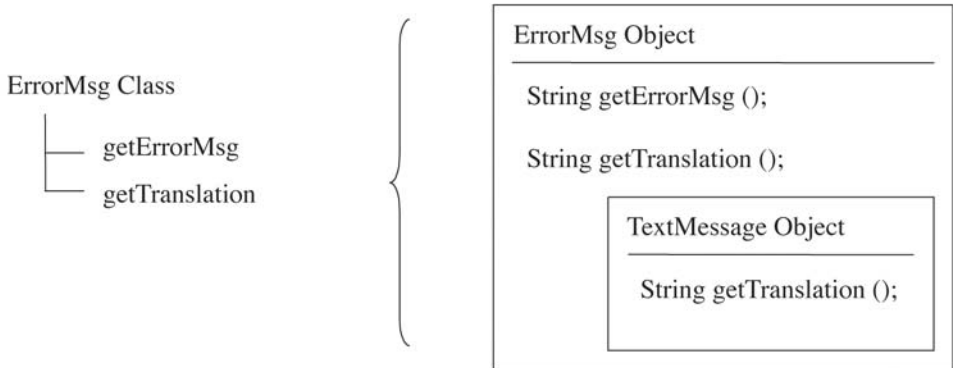 ErrorMsg Class
getErrorMsg
getTranslation
ErrorMsg Object
String getErrorMsg ();
String getTranslation ();
TextMessage Object
String getTranslation ();